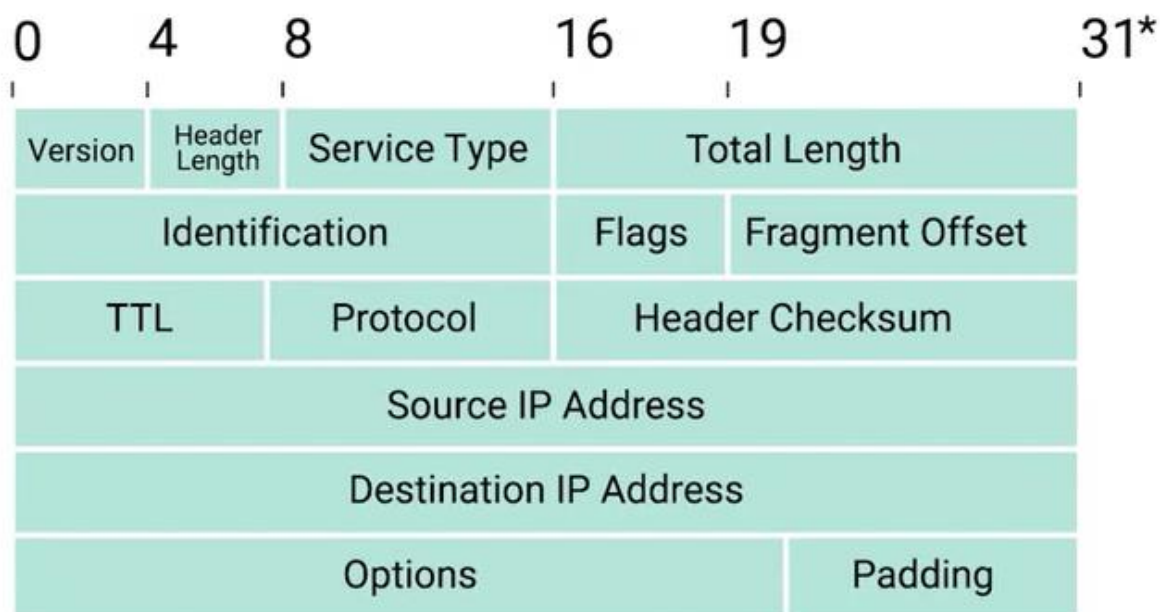 0 4 8 16 19 31*
Version Header Length Service Type Total Length
Identification Flags Fragment Offset
TTL Protocol Header Checksum
Source IP Address
Destination IP Address
Options Padding